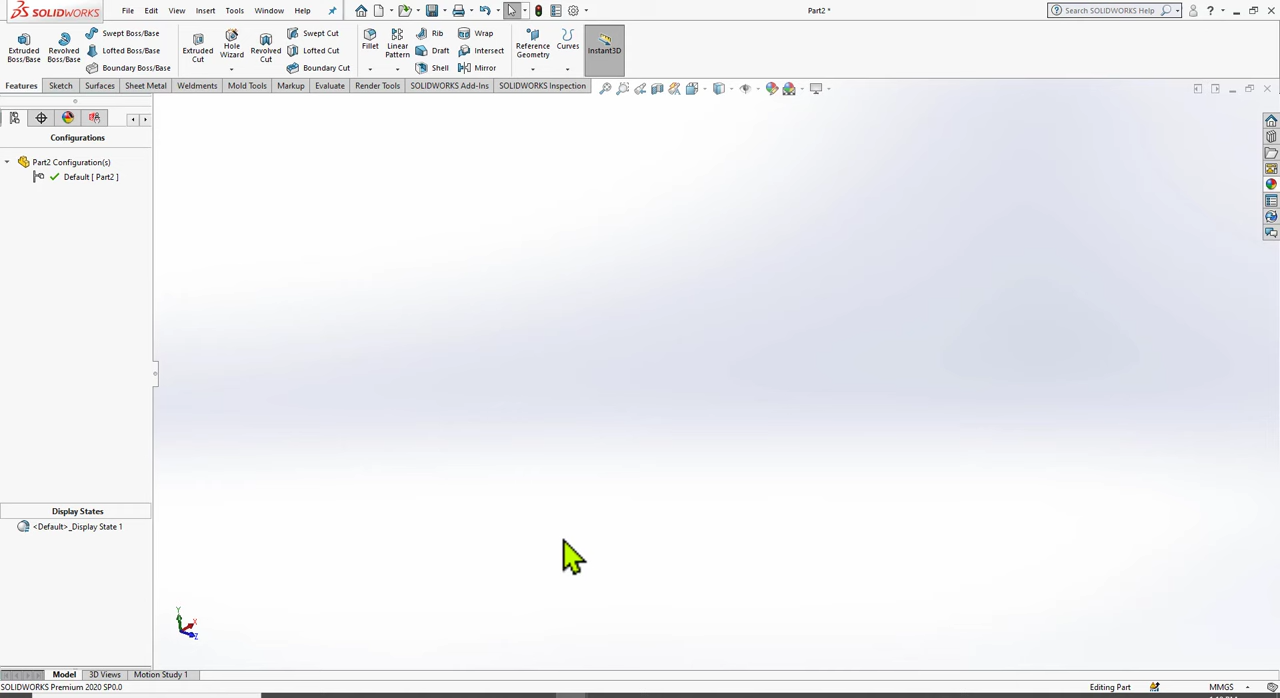 SOLIDWORKS File Edit View Insert Tools Window Help Part2 * Search SOLIDWORKS Help ?
Extruded Boss/Base Revolved Boss/Base Swept Boss/Base Lofted Boss/Base Boundary Boss/Base Extruded Cut Hole Wizard Revolved Cut Swept Cut Lofted Cut Boundary Cut Fillet Linear Pattern Rib Draft Shell Wrap Intersect Mirror Reference Geometry Curves Instant3D
Features Sketch Surfaces Sheet Metal Weldments Mold Tools Markup Evaluate Render Tools SOLIDWORKS Add-Ins SOLIDWORKS Inspection
Configurations
Part2 Configuration(s)
Default [ Part2 ]
Display States
<Default>_Display State 1
Y
X
Z
Model 3D Views Motion Study 1
SOLIDWORKS Premium 2020 SP0.0 Editing Part MMGS